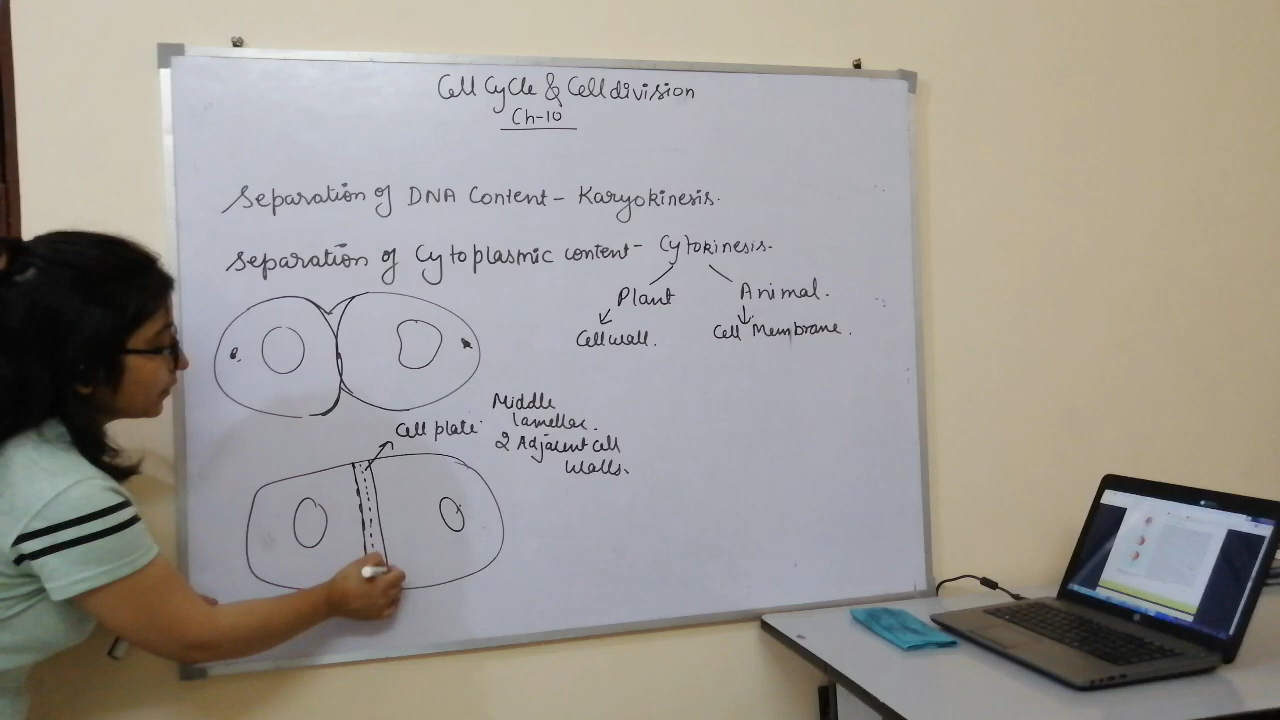 Cell Cycle & Cell division
Ch-10
Separation of DNA Content - Karyokinesis.
Separation of Cytoplasmic content - Cytokinesis.
Plant Animal.
Cell wall. Cell Membrane.
Middle
lamellae.
Cell plate. 2 Adjacent cell
walls.